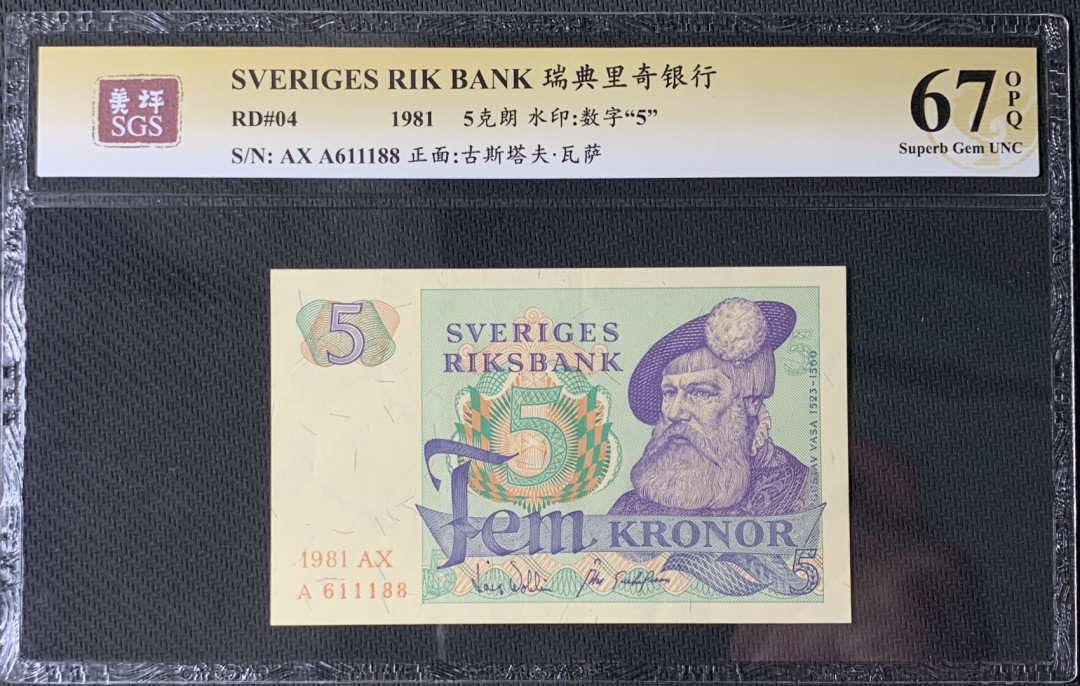 美评
SGS
SVERIGES RIK BANK 瑞典里奇银行
RD#04 1981 5克朗 水印:数字“5”
S/N: AX A611188 正面:古斯塔夫·瓦萨
67
OPQ
Superb Gem UNC
5
SVERIGES
RIKSBANK
5
GUSTAV VASA 1523-1560
Fem KRONOR
5
1981 AX
A 611188